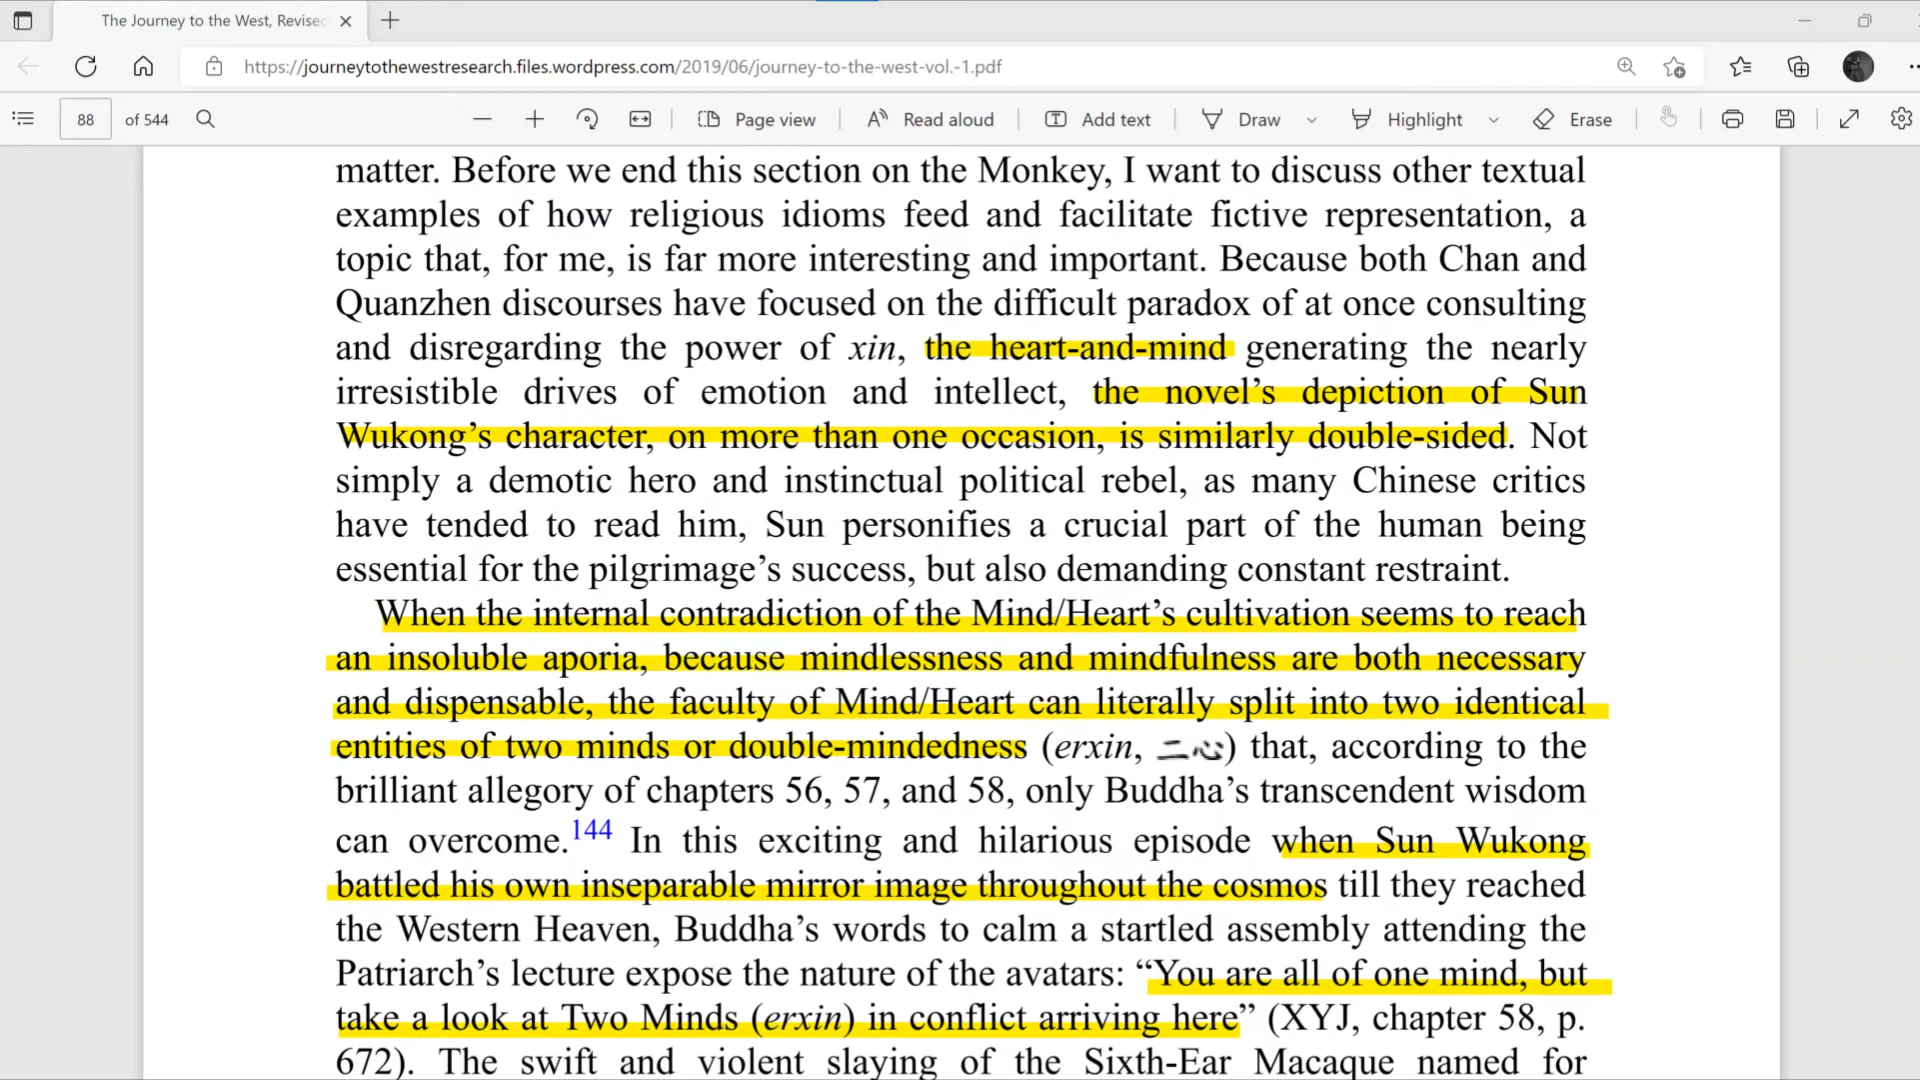 The Journey to the West, Revised
https://journeytothewestresearch.files.wordpress.com/2019/06/journey-to-the-west-vol.-1.pdf
88 of 544 Page view Read aloud Add text Draw Highlight Erase
matter. Before we end this section on the Monkey, I want to discuss other textual
examples of how religious idioms feed and facilitate fictive representation, a
topic that, for me, is far more interesting and important. Because both Chan and
Quanzhen discourses have focused on the difficult paradox of at once consulting
and disregarding the power of xin, the heart-and-mind generating the nearly
irresistible drives of emotion and intellect, the novel’s depiction of Sun
Wukong’s character, on more than one occasion, is similarly double-sided. Not
simply a demotic hero and instinctual political rebel, as many Chinese critics
have tended to read him, Sun personifies a crucial part of the human being
essential for the pilgrimage’s success, but also demanding constant restraint.
When the internal contradiction of the Mind/Heart’s cultivation seems to reach
an insoluble aporia, because mindlessness and mindfulness are both necessary
and dispensable, the faculty of Mind/Heart can literally split into two identical
entities of two minds or double-mindedness (erxin, 二心) that, according to the
brilliant allegory of chapters 56, 57, and 58, only Buddha’s transcendent wisdom
can overcome.144 In this exciting and hilarious episode when Sun Wukong
battled his own inseparable mirror image throughout the cosmos till they reached
the Western Heaven, Buddha’s words to calm a startled assembly attending the
Patriarch’s lecture expose the nature of the avatars: “You are all of one mind, but
take a look at Two Minds (erxin) in conflict arriving here” (XYJ, chapter 58, p.
672). The swift and violent slaying of the Sixth-Ear Macaque named for